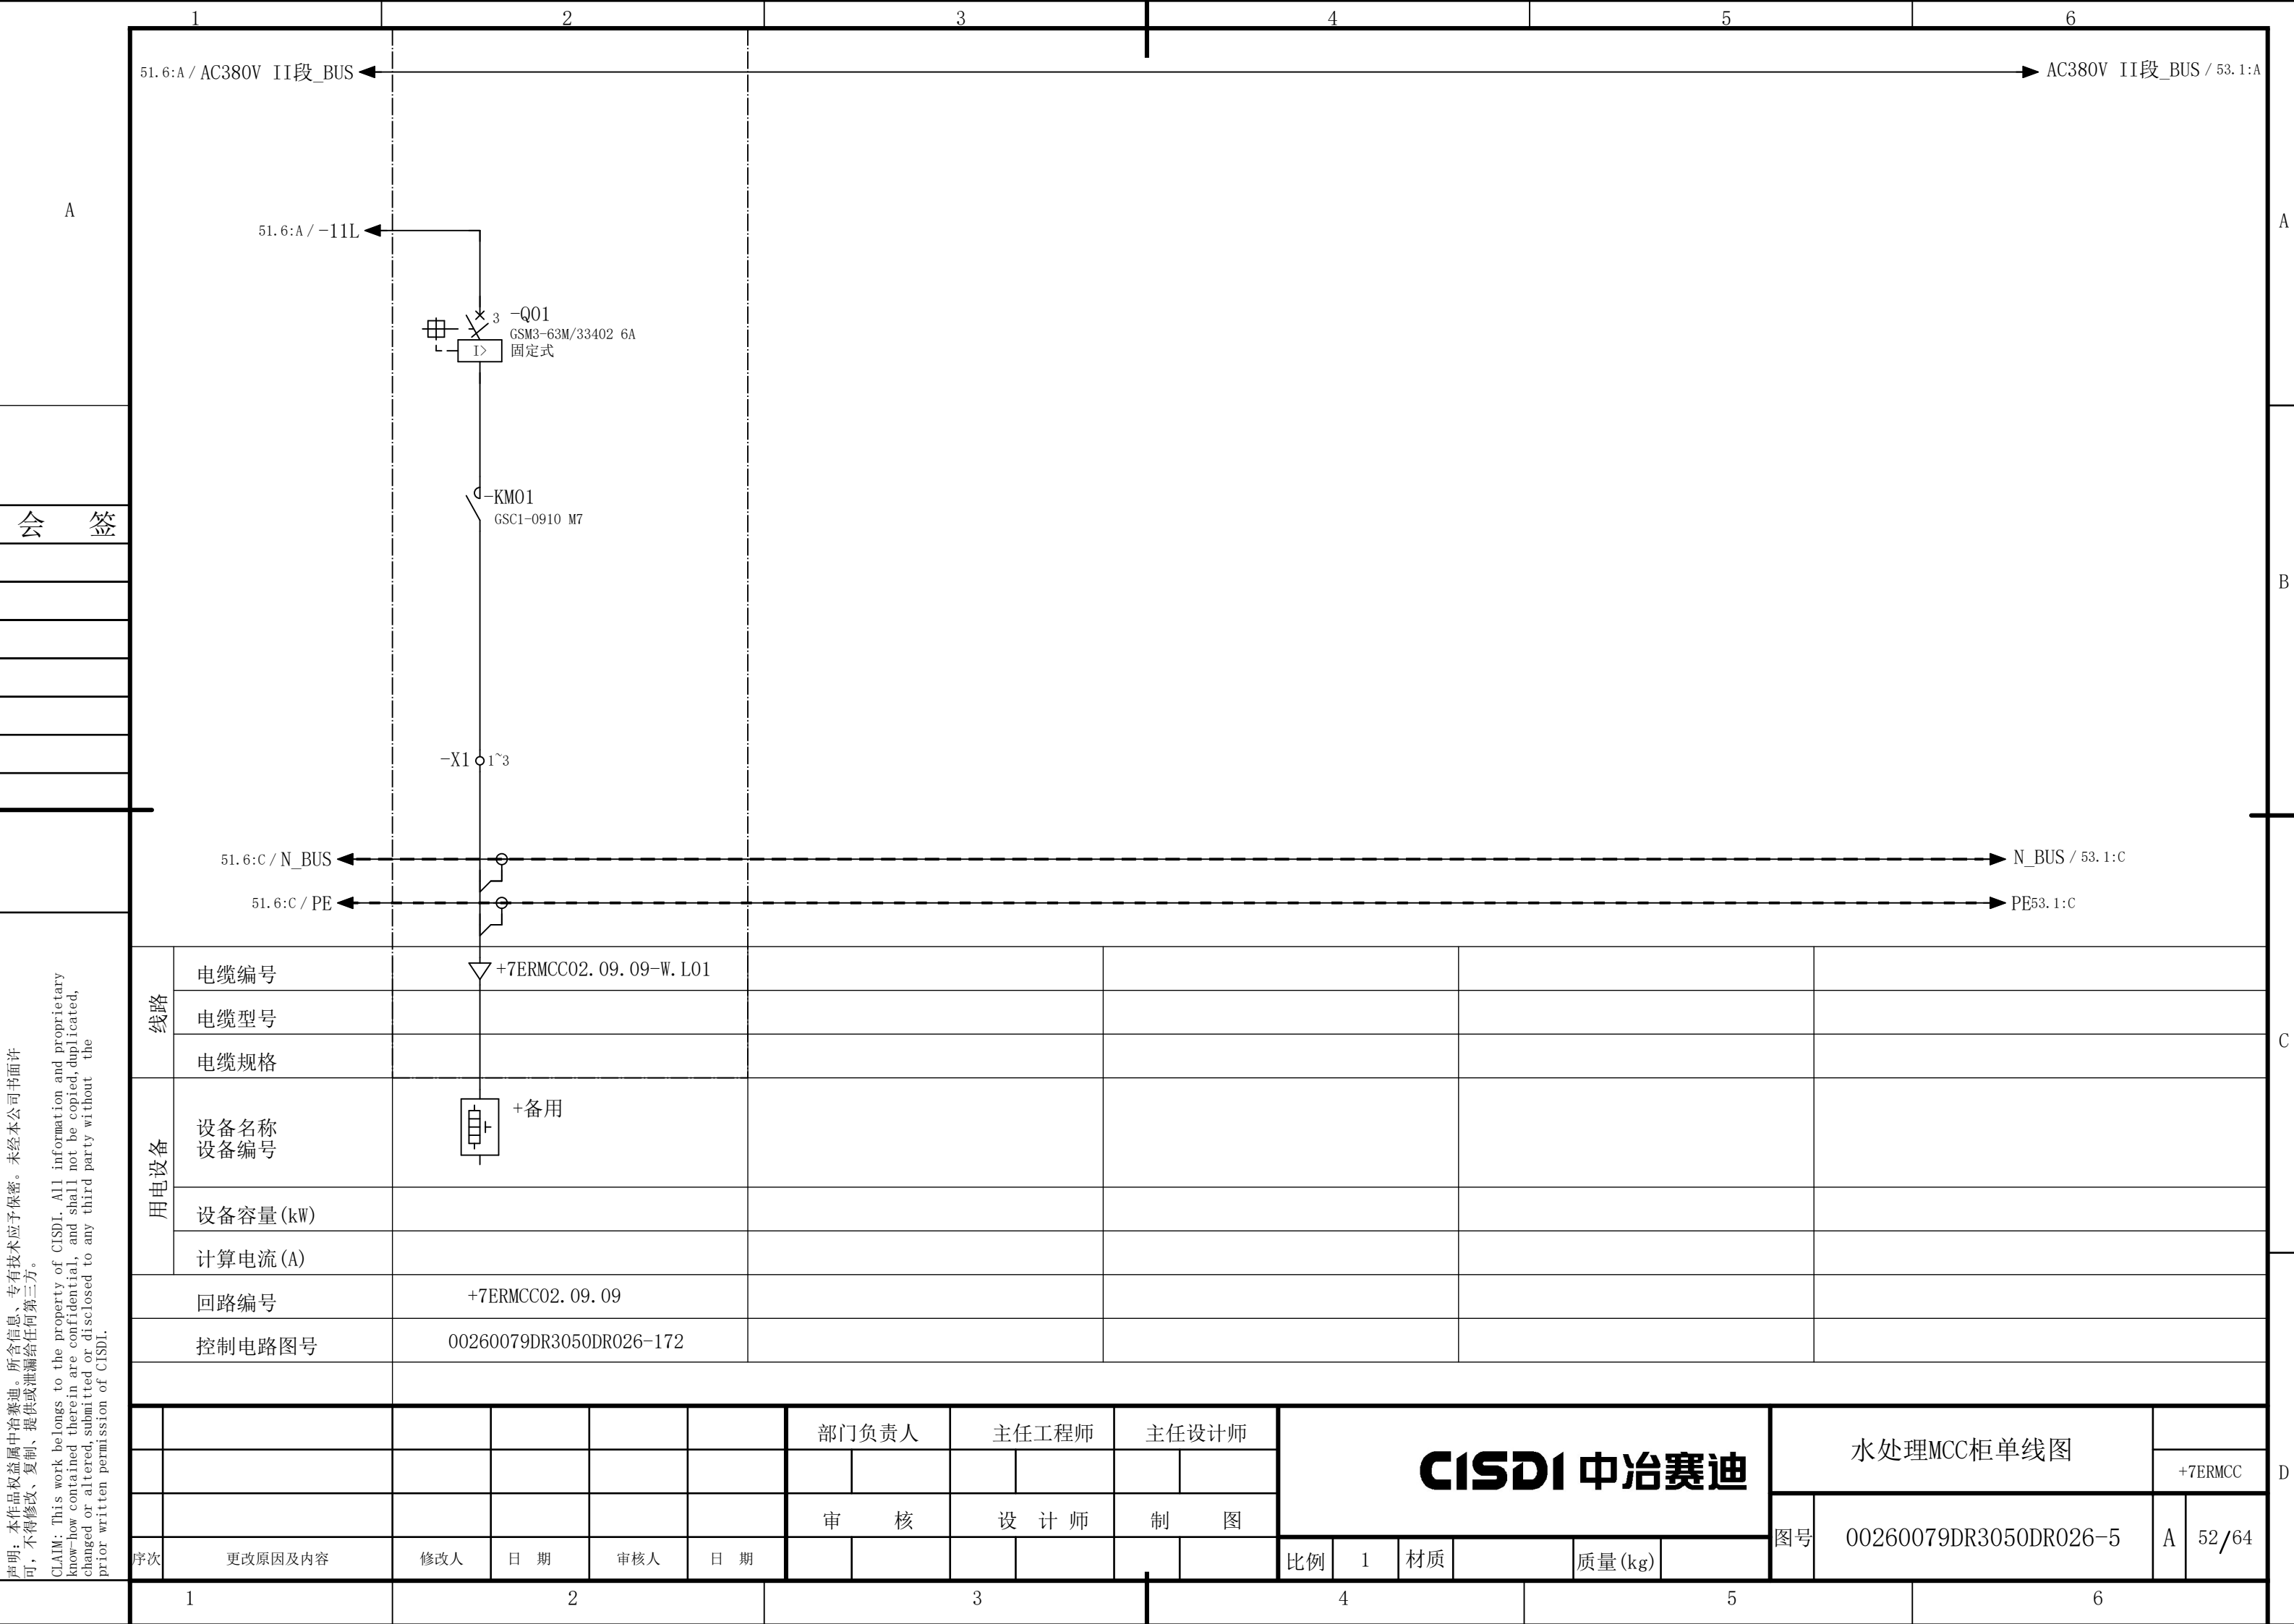 1 2 3 4 5 6
51.6:A / AC380V II段_BUS
AC380V II段_BUS / 53.1:A
A
A
51.6:A / -11L
3 -Q01
GSM3-63M/33402 6A
I> 固定式
-KM01
GSC1-0910 M7
会 签
B
-X1 1~3
51.6:C / N_BUS
N_BUS / 53.1:C
51.6:C / PE
PE53.1:C
线路
电缆编号 +7ERMCC02.09.09-W.L01
电缆型号
电缆规格
C
用电设备
设备名称 +备用
设备编号
设备容量(kW)
计算电流(A)
回路编号 +7ERMCC02.09.09
控制电路图号 00260079DR3050DR026-172
声明: 本作品权益属中冶赛迪。所含信息、专有技术应予保密。未经本公司书面许
可, 不得修改、复制、提供或泄漏给任何第三方。
CLAIM: This work belongs to the property of CISDI. All information and proprietary
know-how contained therein are confidential, and shall not be copied,duplicated,
changed or altered,submitted or disclosed to any third party without the
prior written permission of CISDI.
部门负责人 主任工程师 主任设计师
审 核 设 计 师 制 图
序次 更改原因及内容 修改人 日 期 审核人 日 期
CISDI 中冶赛迪
比例 1 材质 质量(kg)
水处理MCC柜单线图
+7ERMCC
D
图号 00260079DR3050DR026-5 A 52/64
1 2 3 4 5 6